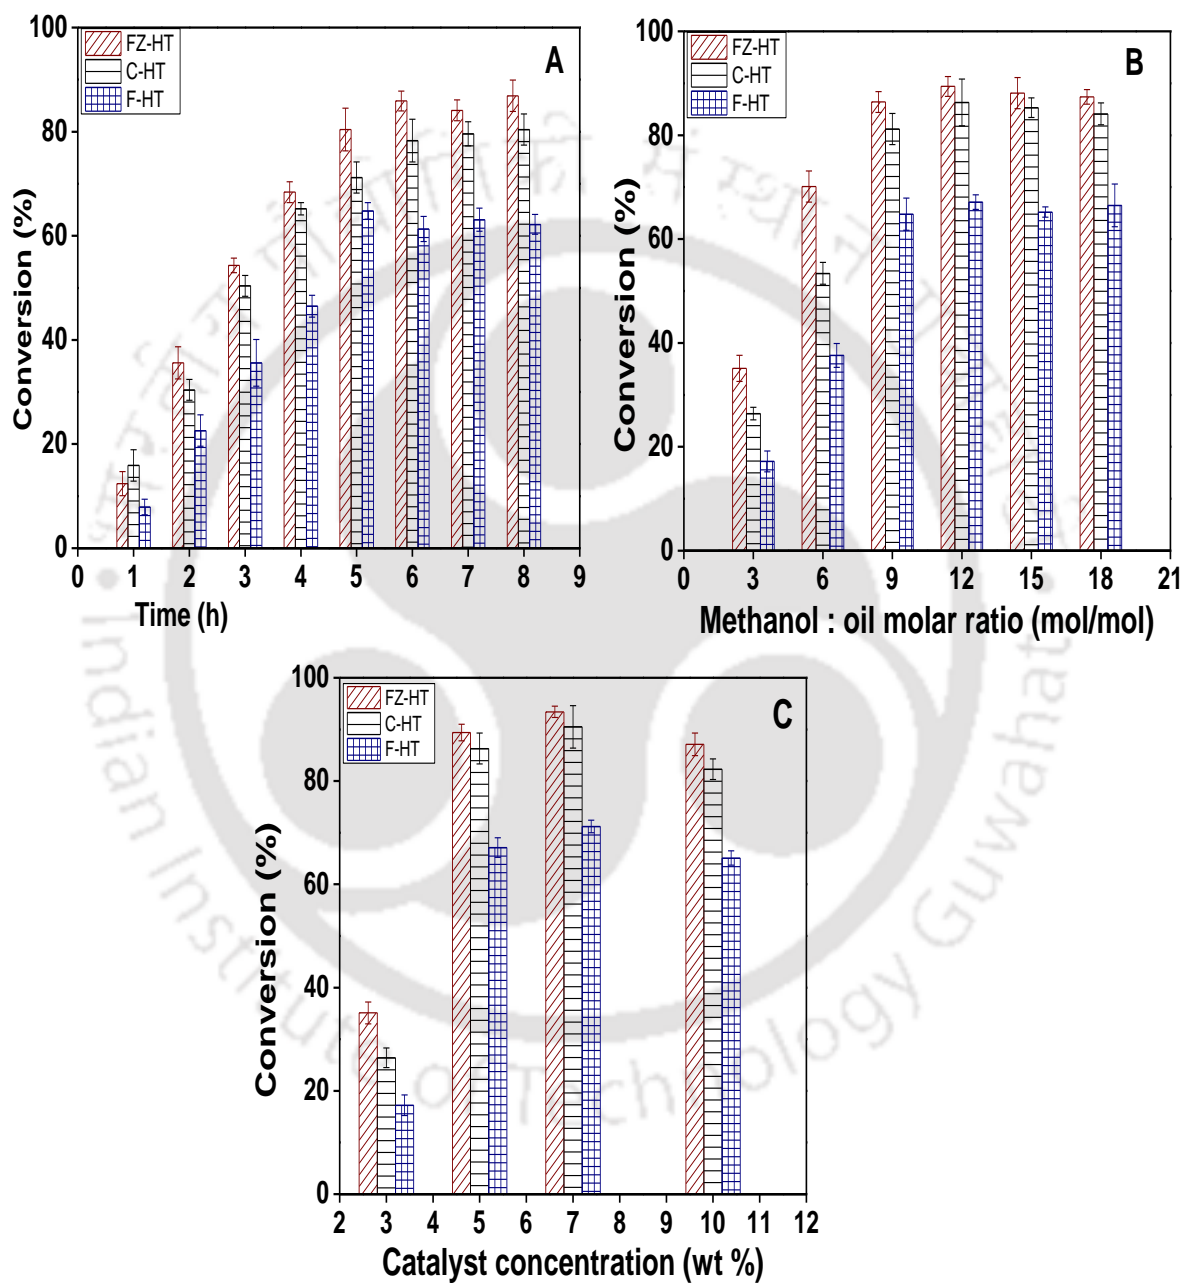 100
80
60
40
20
0
Conversion (%)
FZ-HT
C-HT
F-HT
A
0 1 2 3 4 5 6 7 8 9
Time (h)
100
80
60
40
20
0
Conversion (%)
FZ-HT
C-HT
F-HT
B
0 3 6 9 12 15 18 21
Methanol : oil molar ratio (mol/mol)
100
80
60
40
20
0
Conversion (%)
FZ-HT
C-HT
F-HT
C
2 3 4 5 6 7 8 9 10 11 12
Catalyst concentration (wt %)
Indian Institute of Technology Guwahati